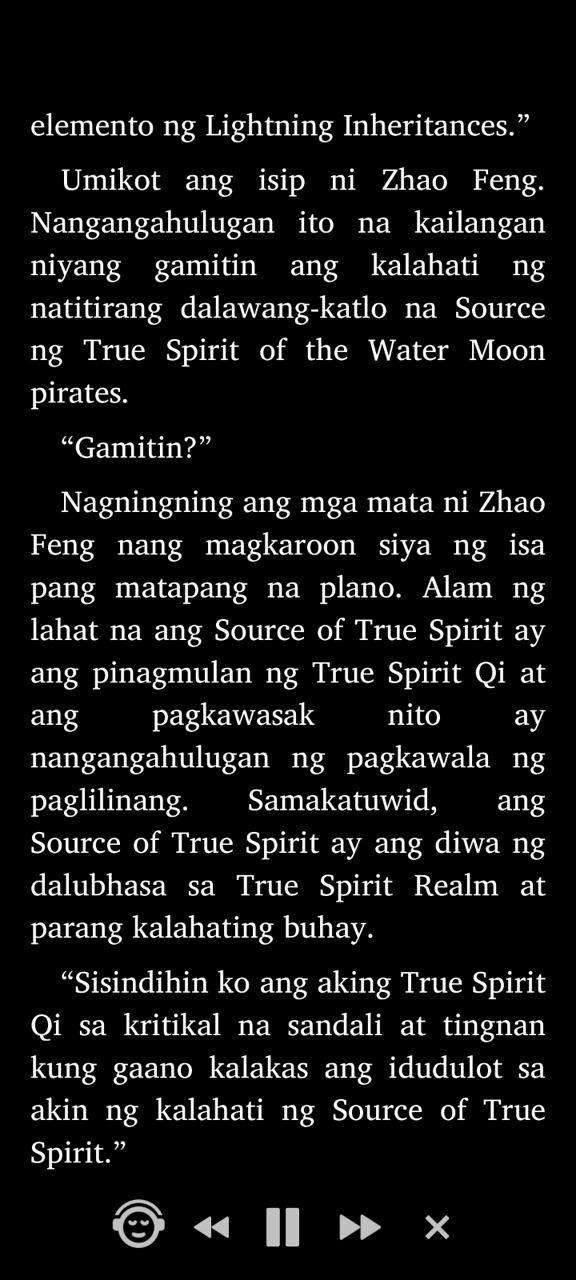 elemento ng Lightning Inheritances.”
Umikot ang isip ni Zhao Feng.
Nangangahulugan ito na kailangan
niyang gamitin ang kalahati ng
natitirang dalawang-katlo na Source
ng True Spirit of the Water Moon
pirates.
“Gamitin?”
Nagningning ang mga mata ni Zhao
Feng nang magkaroon siya ng isa
pang matapang na plano. Alam ng
lahat na ang Source of True Spirit ay
ang pinagmulan ng True Spirit Qi at
ang pagkawasak nito ay
nangangahulugan ng pagkawala ng
paglilinang. Samakatuwid, ang
Source of True Spirit ay ang diwa ng
dalubhasa sa True Spirit Realm at
parang kalahating buhay.
“Sisindihin ko ang aking True Spirit
Qi sa kritikal na sandali at tingnan
kung gaano kalakas ang idudulot sa
akin ng kalahati ng Source of True
Spirit.”